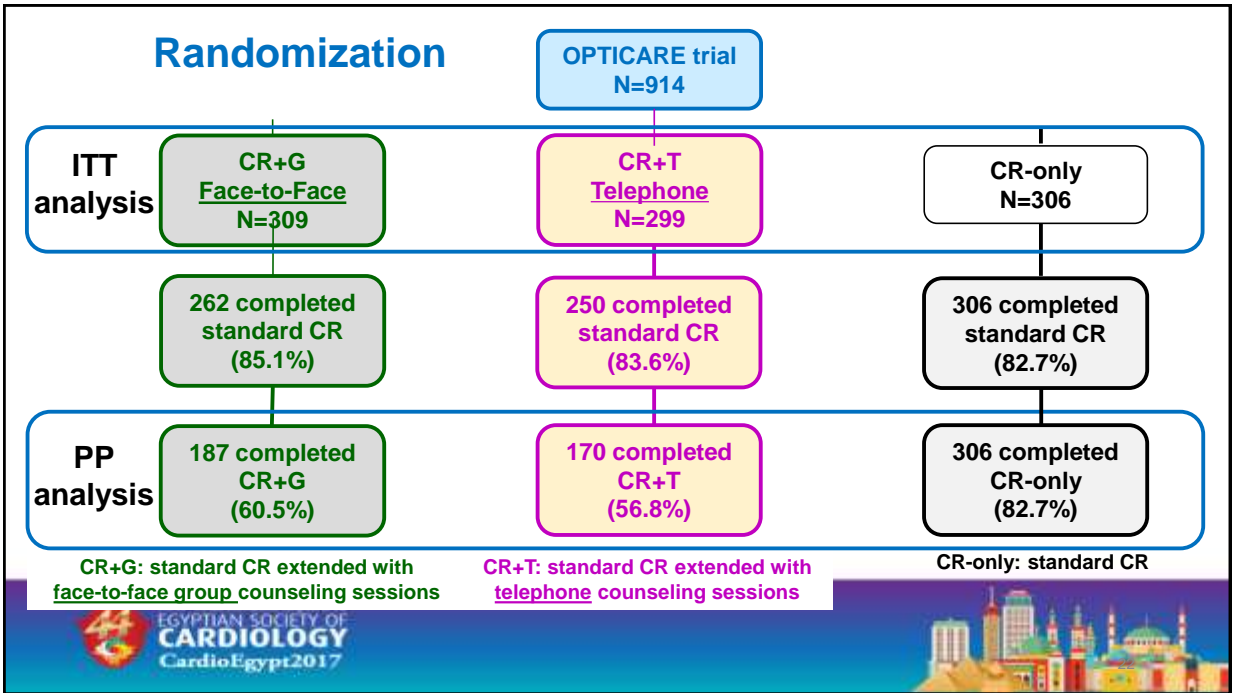 Randomization
OPTICARE trial
N=914
ITT
analysis
CR+G
Face-to-Face
N=309
CR+T
Telephone
N=299
CR-only
N=306
262 completed
standard CR
(85.1%)
250 completed
standard CR
(83.6%)
306 completed
standard CR
(82.7%)
PP
analysis
187 completed
CR+G
(60.5%)
170 completed
CR+T
(56.8%)
306 completed
CR-only
(82.7%)
CR+G: standard CR extended with
face-to-face group counseling sessions
CR+T: standard CR extended with
telephone counseling sessions
CR-only: standard CR
44
EGYPTIAN SOCIETY OF
CARDIOLOGY
CardioEgypt2017